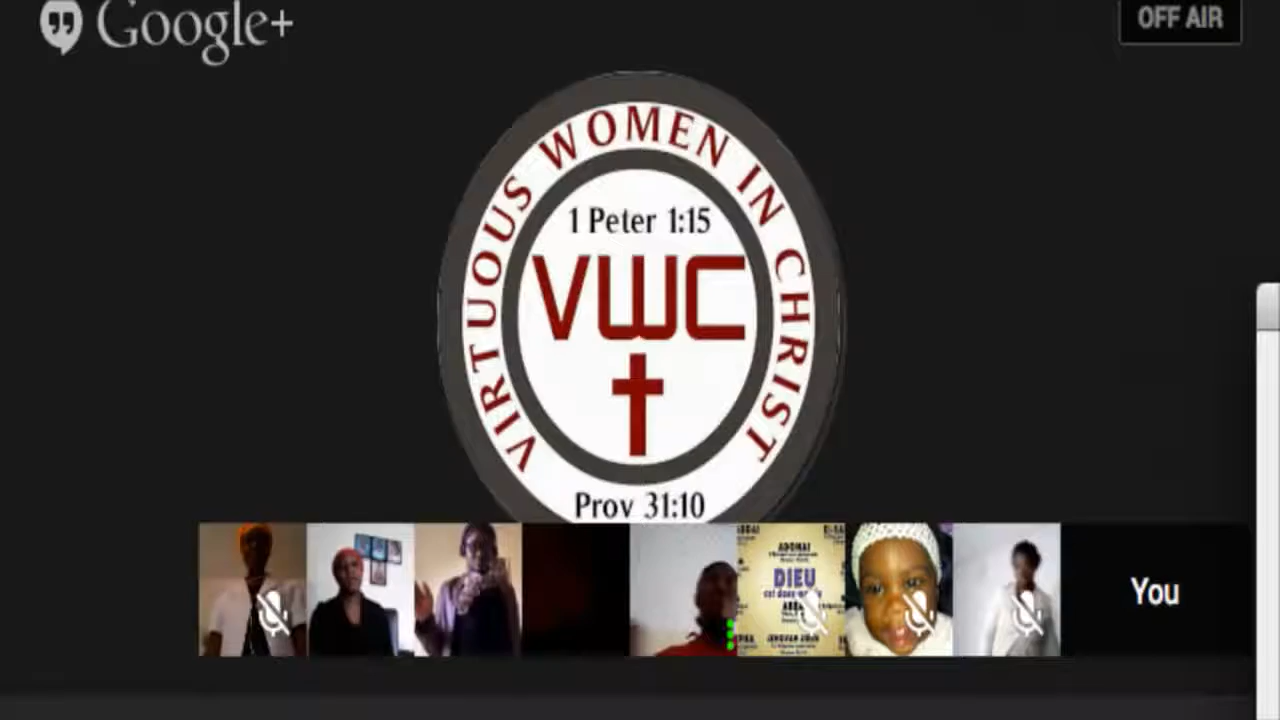 Google+
OFF AIR
VIRTUOUS WOMEN IN CHRIST
1 Peter 1:15
VWC
Prov 31:10
ADONAI
DIEU
You